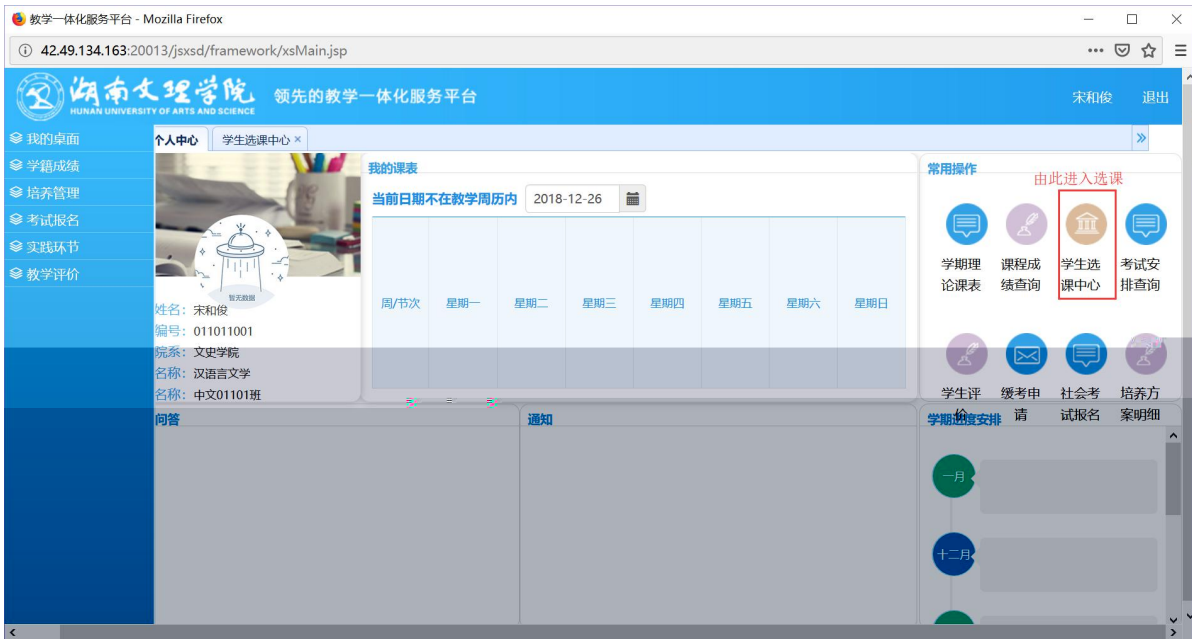 教学一体化服务平台 - Mozilla Firefox
42.49.134.163:20013/jsxsd/framework/xsMain.jsp
湖南文理学院
HUNAN UNIVERSITY OF ARTS AND SCIENCE
领先的教学一体化服务平台
宋和俊 退出
我的桌面
学籍成绩
培养管理
考试报名
实践环节
教学评价
个人中心 学生选课中心 ×
暂无数据
姓名：宋和俊
编号：011011001
院系：文史学院
名称：汉语言文学
名称：中文01101班
我的课表
当前日期不在教学周历内 2018-12-26
周/节次 星期一 星期二 星期三 星期四 星期五 星期六 星期日
常用操作
由此进入选课
学期理论课表
课程成绩查询
学生选课中心
考试安排查询
学生评价
缓考申请
社会考试报名
培养方案明细
问答
通知
学期进度安排
一月
十二月